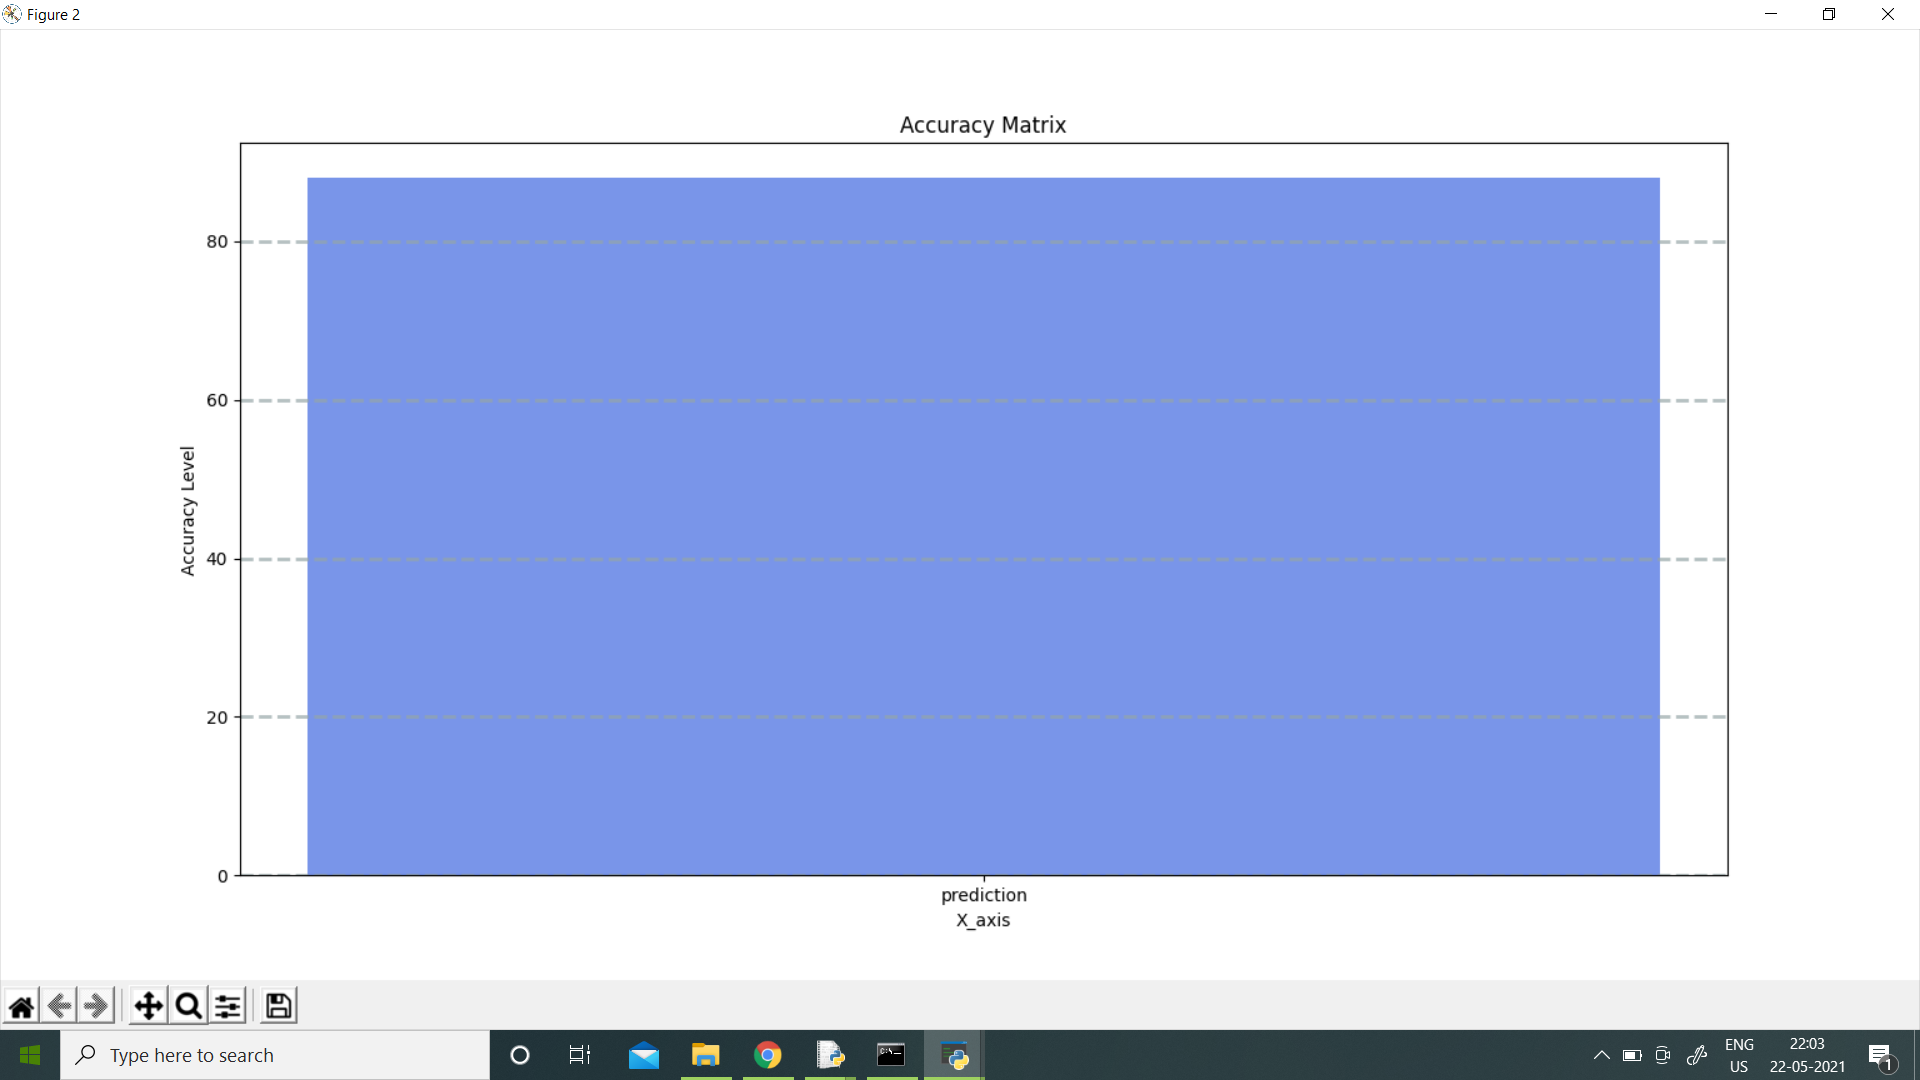 Figure 2
Accuracy Matrix
80
60
40
20
0
Accuracy Level
prediction
X_axis
Type here to search
C:\_
ENG
US
22:03
22-05-2021
1